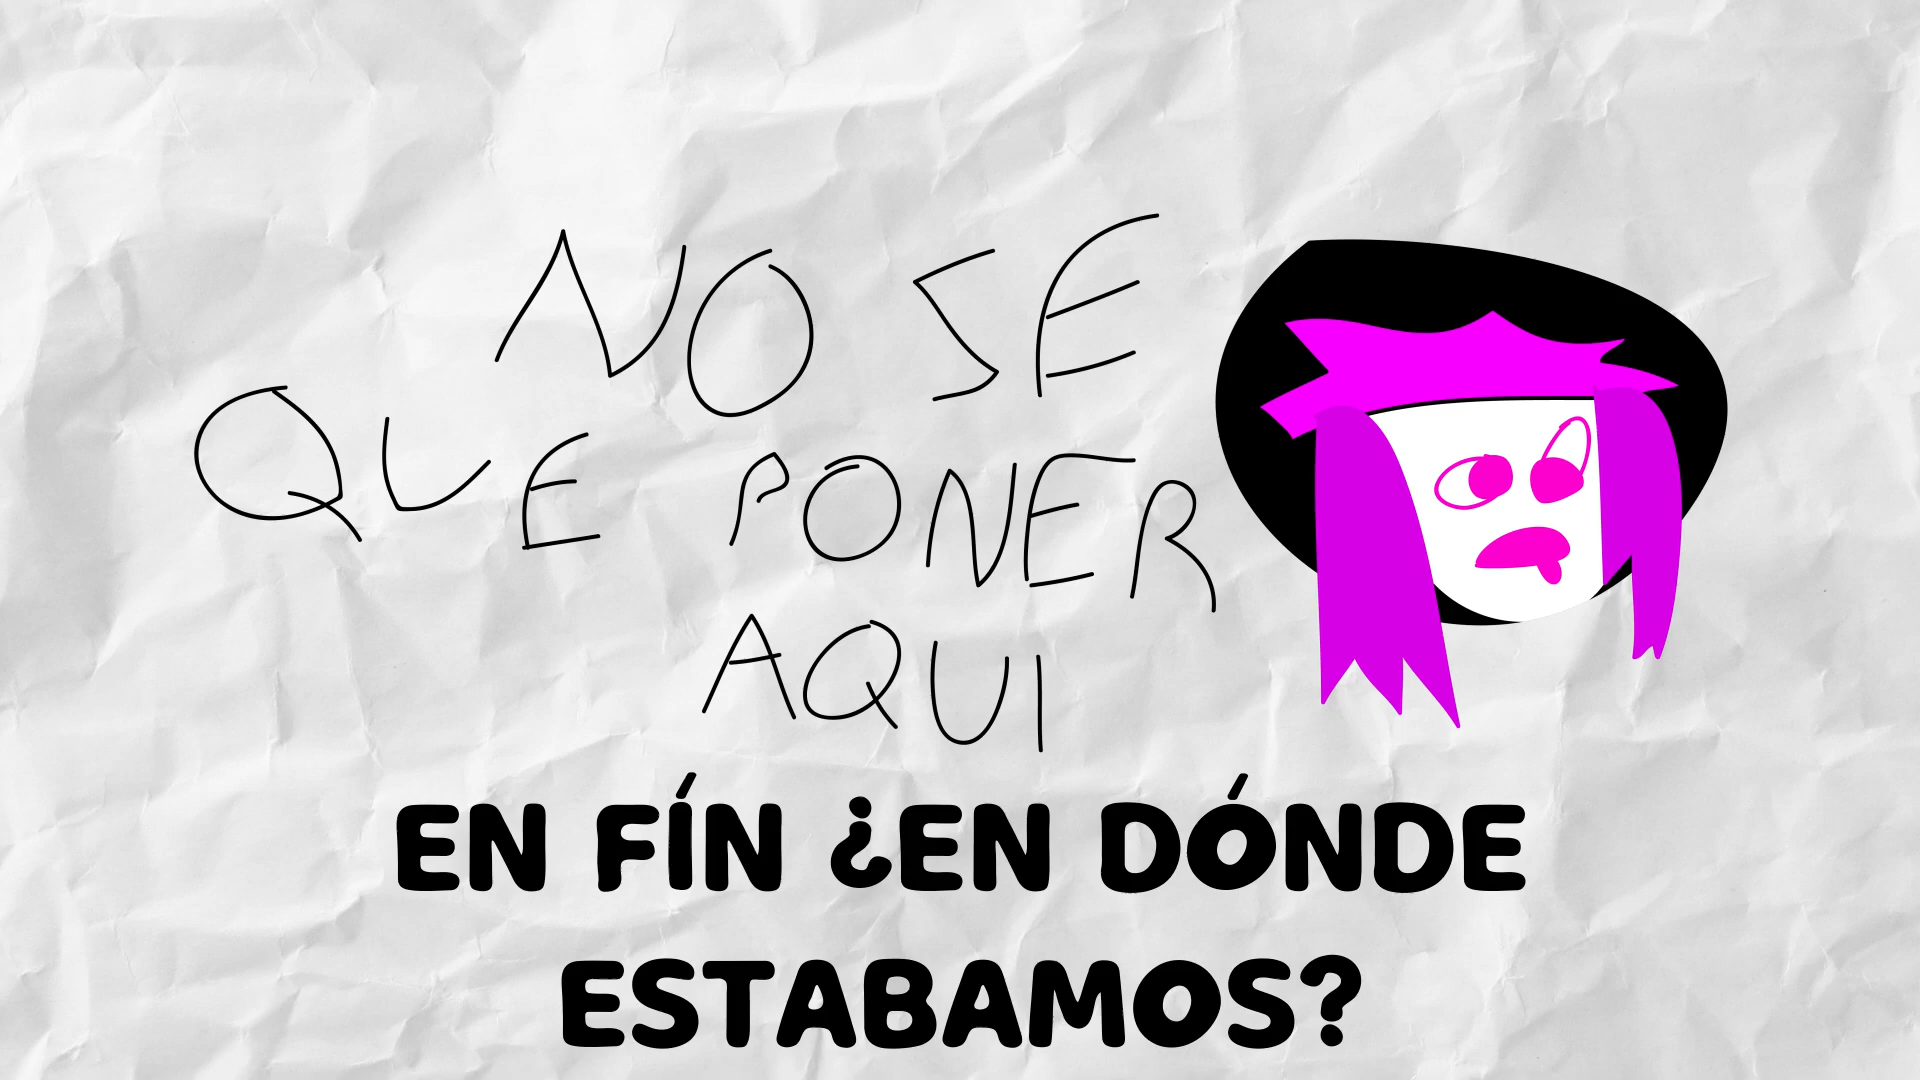 NO SE
QUE PONER
AQUI
EN FÍN ¿EN DÓNDE
ESTABAMOS?